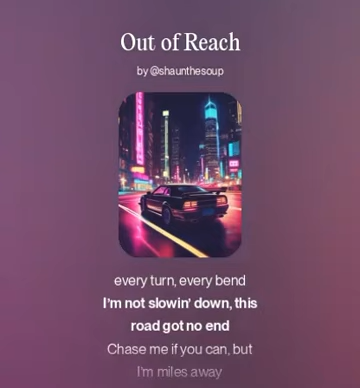 Out of Reach
by @shaunthesoup
every turn, every bend
I'm not slowin' down, this
road got no end
Chase me if you can, but
I'm miles away